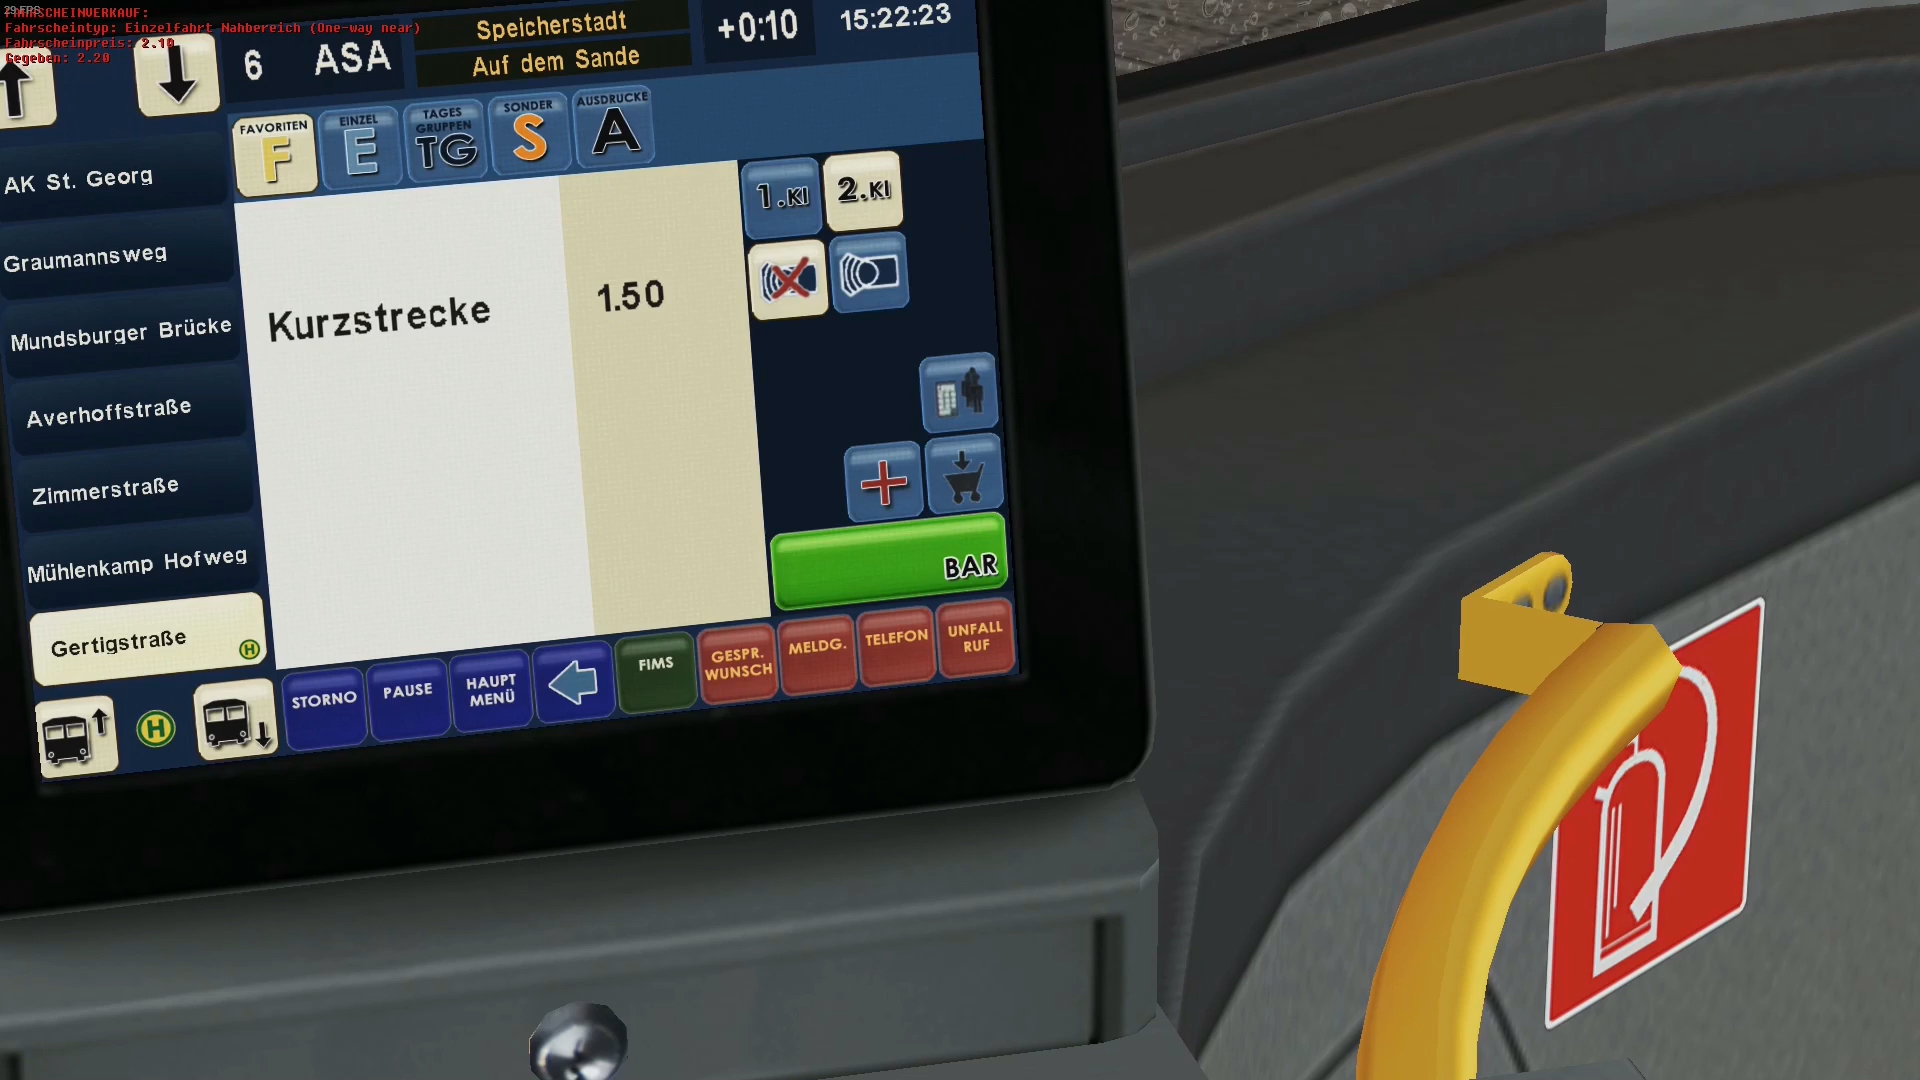 29 FPS
FAHRSCHEINVERKAUF:
Fahrscheintyp: Einzelfahrt Nahbereich (One-way near)
Fahrscheinpreis: 2.10
Gegeben: 2.20
6 ASA
Speicherstadt
Auf dem Sande
+0:10
15:22:23
FAVORITEN
F
EINZEL
E
TAGES
GRUPPEN
TG
SONDER
S
AUSDRUCKE
A
AK St. Georg
Graumannsweg
Mundsburger Brücke
Averhoffstraße
Zimmerstraße
Mühlenkamp Hofweg
Gertigstraße
H
Kurzstrecke 1.50
1.Kl
2.Kl
BAR
H
STORNO
PAUSE
HAUPT
MENÜ
FIMS
GESPR.
WUNSCH
MELDG.
TELEFON
UNFALL
RUF